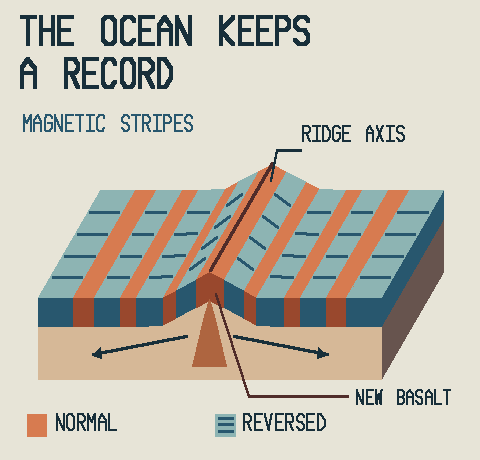 THE OCEAN KEEPS
A RECORD
MAGNETIC STRIPES
RIDGE AXIS
NEW BASALT
NORMAL
REVERSED